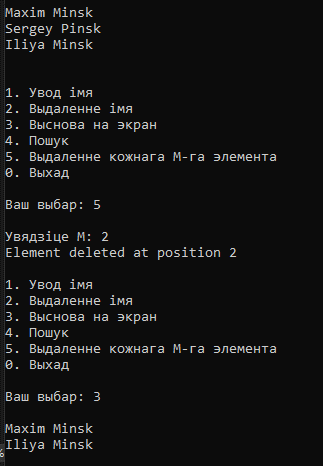 Maxim Minsk
Sergey Pinsk
Iliya Minsk
1. Увод імя
2. Выдаленне імя
3. Выснова на экран
4. Пошук
5. Выдаленне кожнага M-га элемента
0. Выхад
Ваш выбар: 5
Увядзіце M: 2
Element deleted at position 2
1. Увод імя
2. Выдаленне імя
3. Выснова на экран
4. Пошук
5. Выдаленне кожнага M-га элемента
0. Выхад
Ваш выбар: 3
Maxim Minsk
Iliya Minsk
%